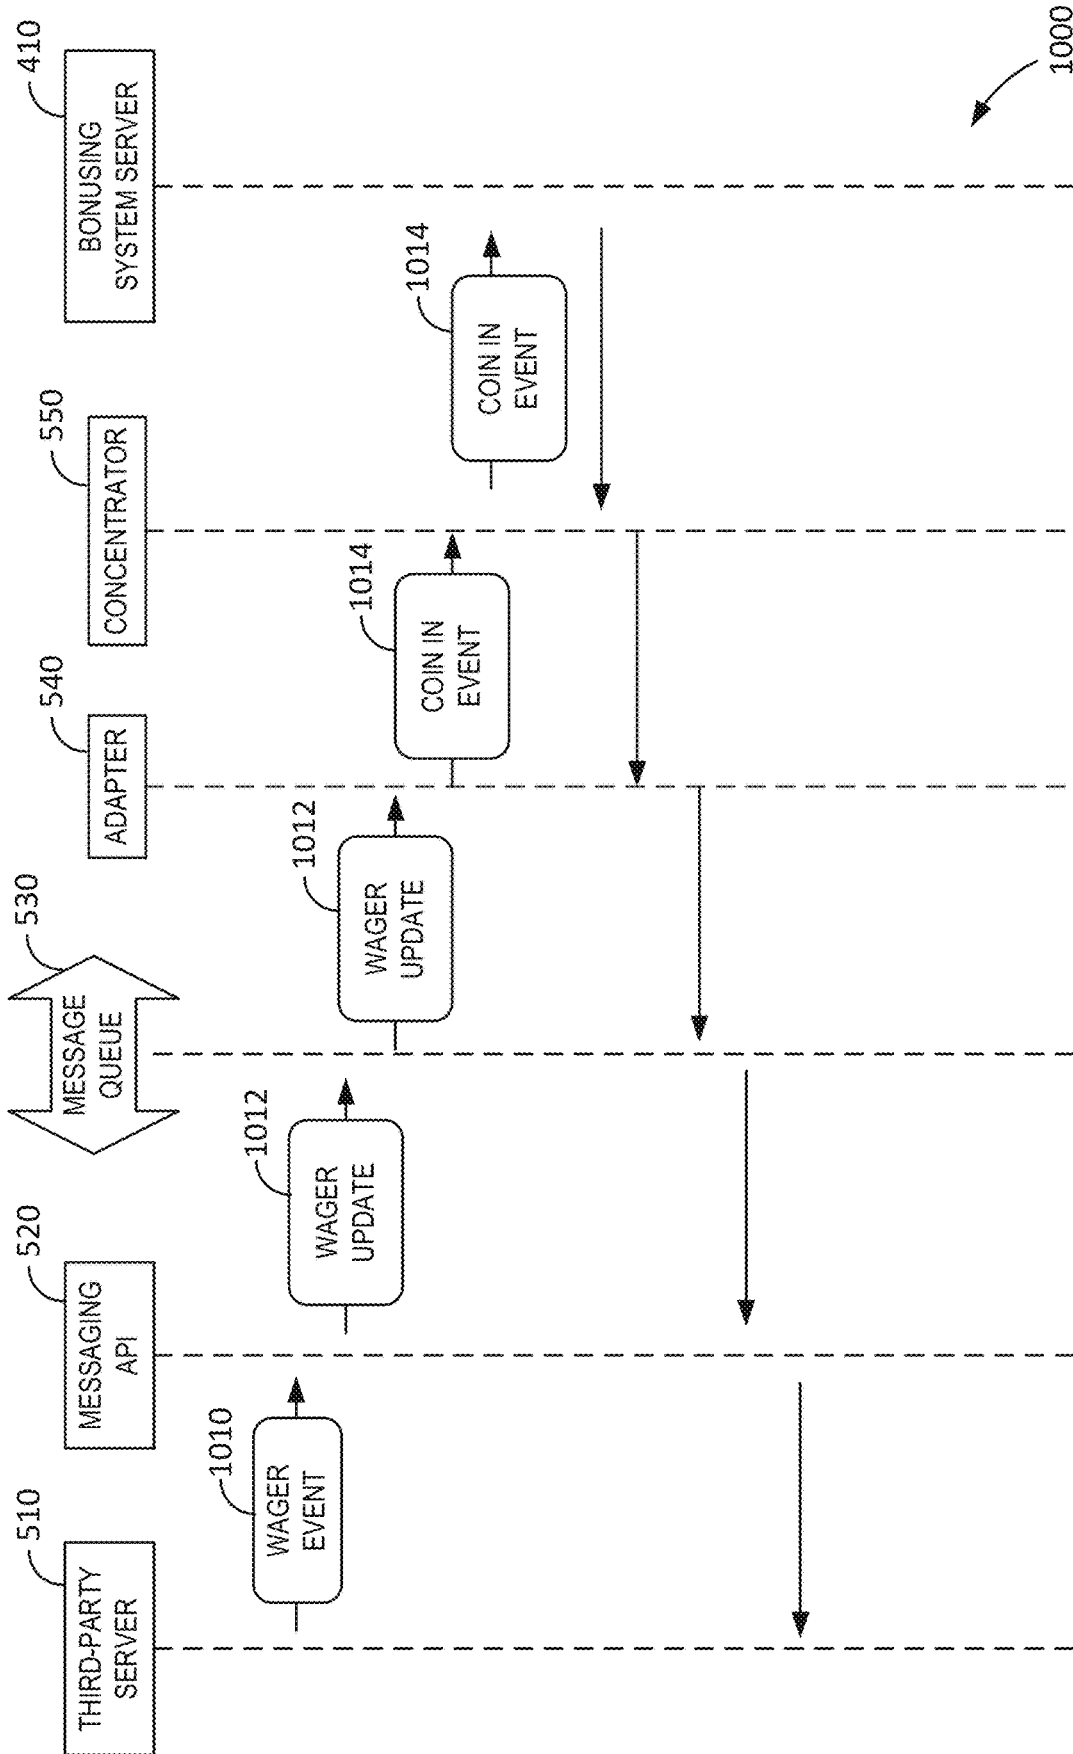 510
THIRD-PARTY
SERVER
520
MESSAGING
API
530
MESSAGE
QUEUE
540
ADAPTER
550
CONCENTRATOR
410
BONUSING
SYSTEM SERVER
1010
WAGER
EVENT
1012
WAGER
UPDATE
1012
WAGER
UPDATE
1014
COIN IN
EVENT
1014
COIN IN
EVENT
1000